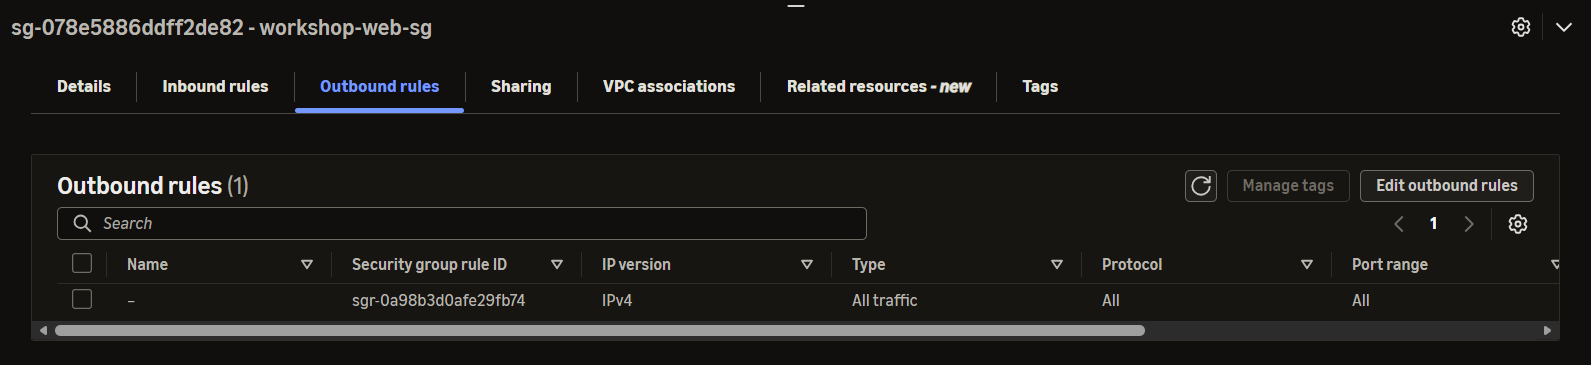 sg-078e5886ddff2de82 - workshop-web-sg
Details Inbound rules Outbound rules Sharing VPC associations Related resources - new Tags
Outbound rules (1)
Manage tags Edit outbound rules
Search
1
Name Security group rule ID IP version Type Protocol Port range
– sgr-0a98b3d0afe29fb74 IPv4 All traffic All All